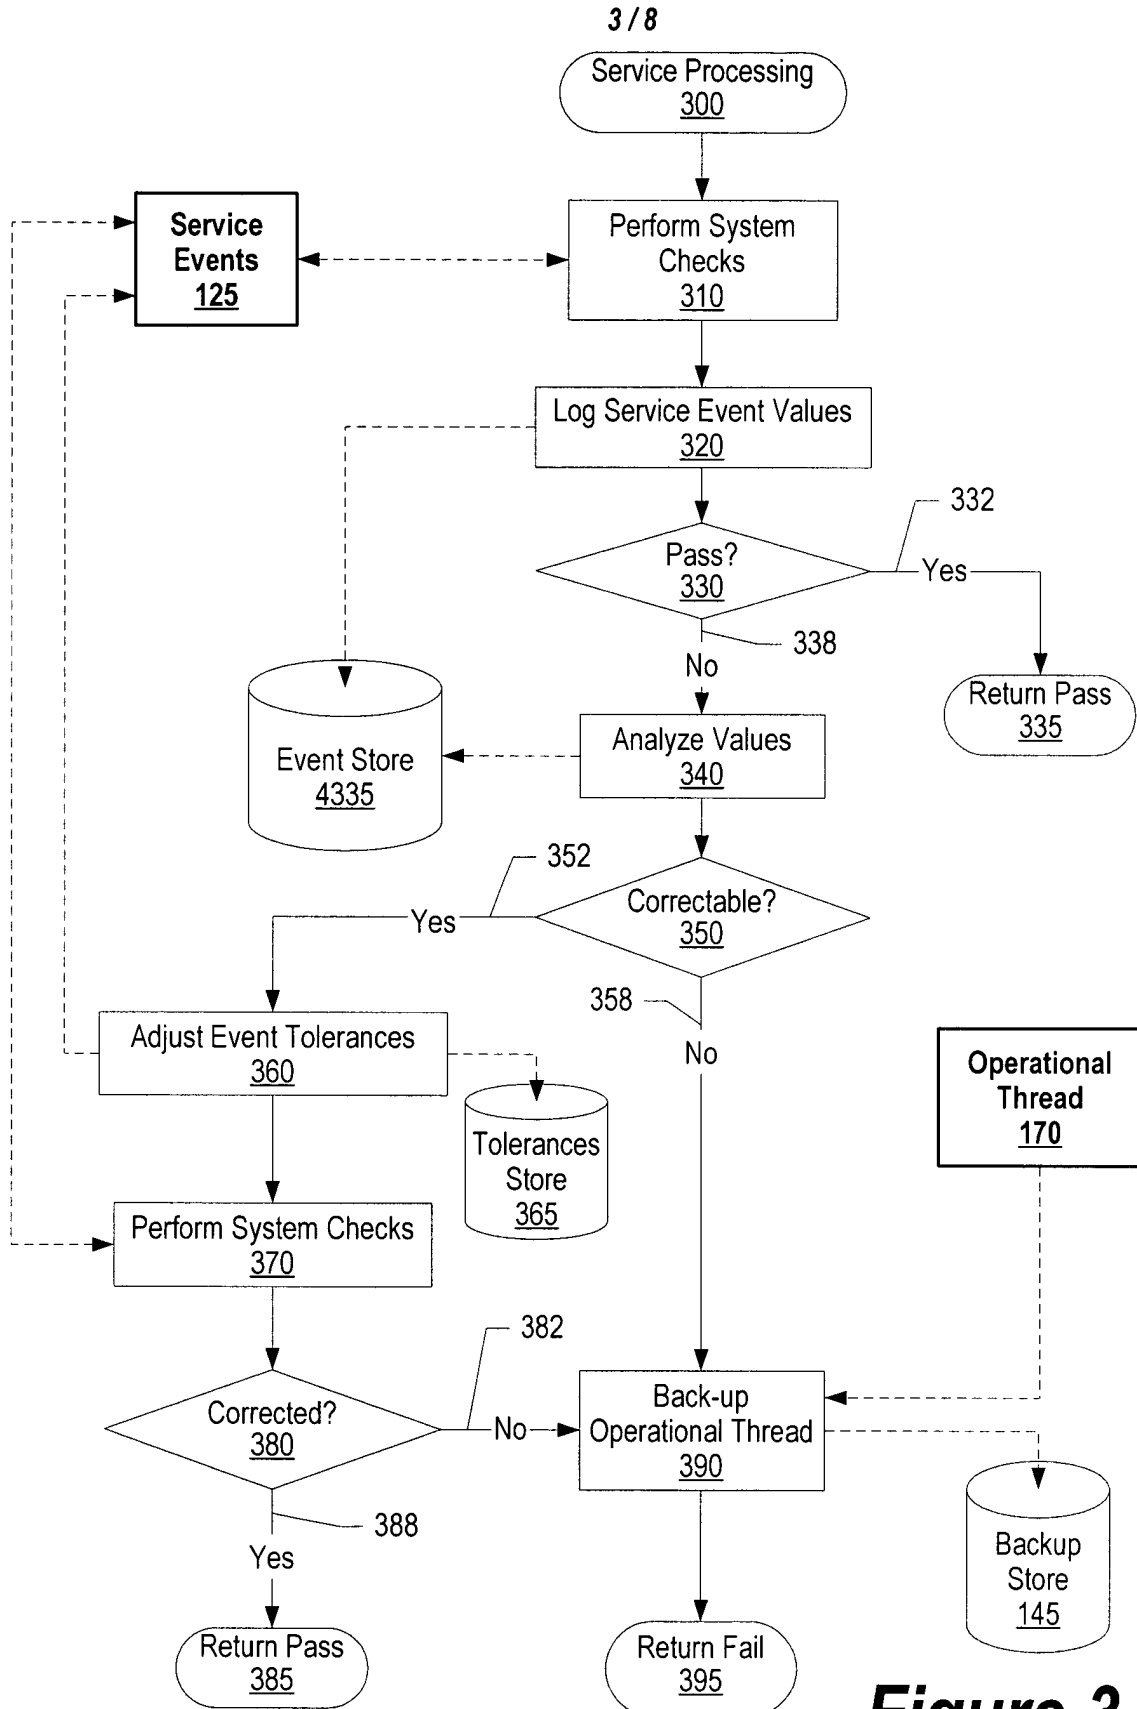 3 / 8
Service Processing
300
Service
Events
125
Perform System
Checks
310
Log Service Event Values
320
332
Pass?
330
Yes
338
No
Return Pass
335
Event Store
4335
Analyze Values
340
352
Correctable?
350
Yes
358
No
Adjust Event Tolerances
360
Operational
Thread
170
Tolerances
Store
365
Perform System Checks
370
382
Corrected?
380
No
Back-up
Operational Thread
390
388
Yes
Backup
Store
145
Return Pass
385
Return Fail
395
Figure 3